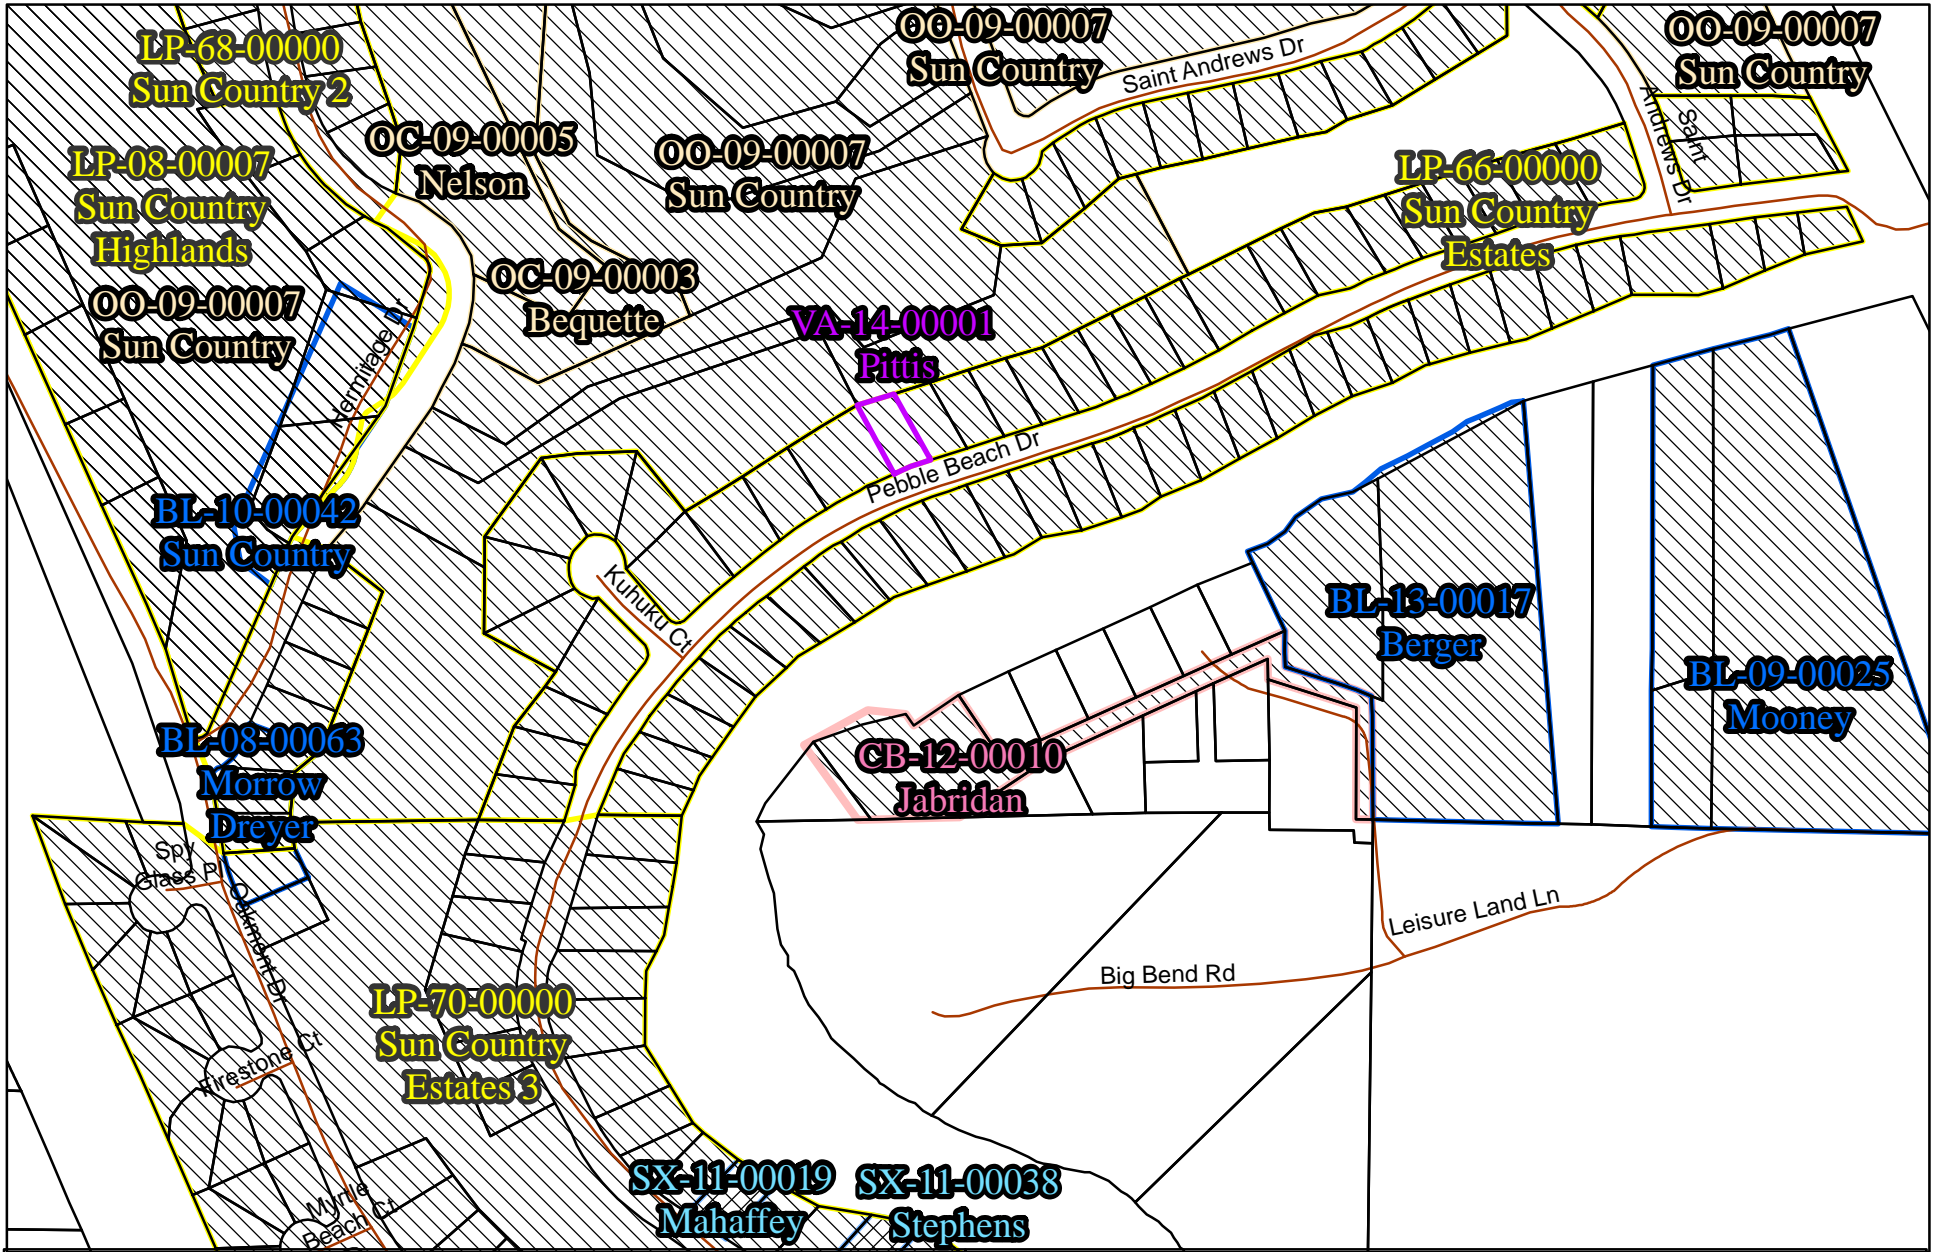 LP-68-00000
Sun Country 2
OO-09-00007
Sun Country
OO-09-00007
Sun Country
Saint Andrews Dr
Saint
Andrews Dr
OC-09-00005
Nelson
OO-09-00007
Sun Country
LP-08-00007
Sun Country
Highlands
LP-66-00000
Sun Country
Estates
OC-09-00003
Bequette
OO-09-00007
Sun Country
Hermitage Dr
VA-14-00001
Pittis
Pebble Beach Dr
BL-10-00042
Sun Country
Kuhuku Ct
BL-13-00017
Berger
BL-09-00025
Mooney
BL-08-00063
Morrow
Dreyer
CB-12-00010
Jabridan
Spy
Glass Pl
Oakmont Dr
Leisure Land Ln
Big Bend Rd
LP-70-00000
Sun Country
Estates 3
Firestone Ct
Myrtle
Beach Ct
SX-11-00019
Mahaffey
SX-11-00038
Stephens